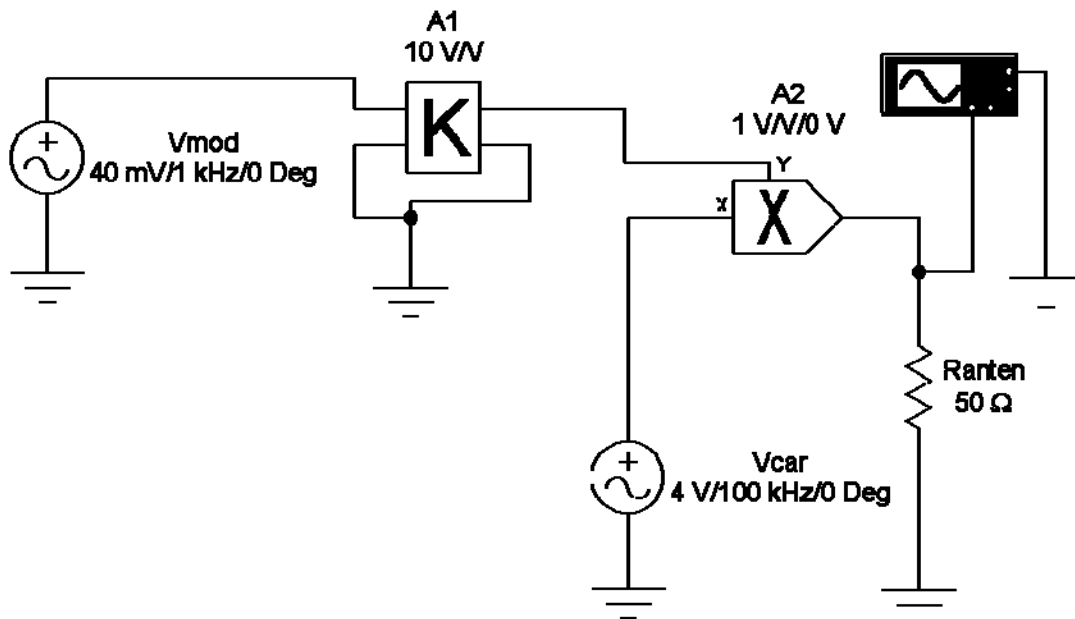 A1
10 V/V
K
Vmod
40 mV/1 kHz/0 Deg
A2
1 V/V/0 V
Y
X
X
Vcar
4 V/100 kHz/0 Deg
Ranten
50 Ω